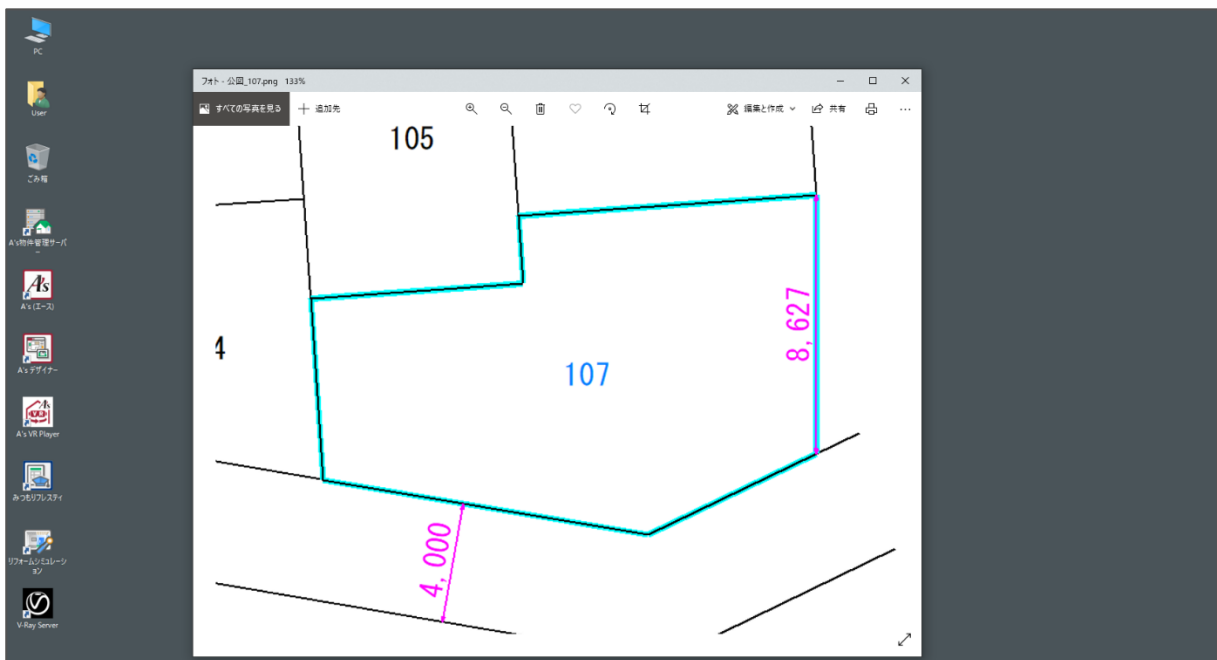 PC
User
ごみ箱
A's物件管理サーバ
ー
A's (エース)
A's デザイナー
A's VR Player
みつもりフレスティ
リフォームシミュレーシ
ョン
V-Ray Server
フォト - 公図_107.png 133%
すべての写真を見る
追加先
編集と作成
共有
105
4
107
8,627
4,000